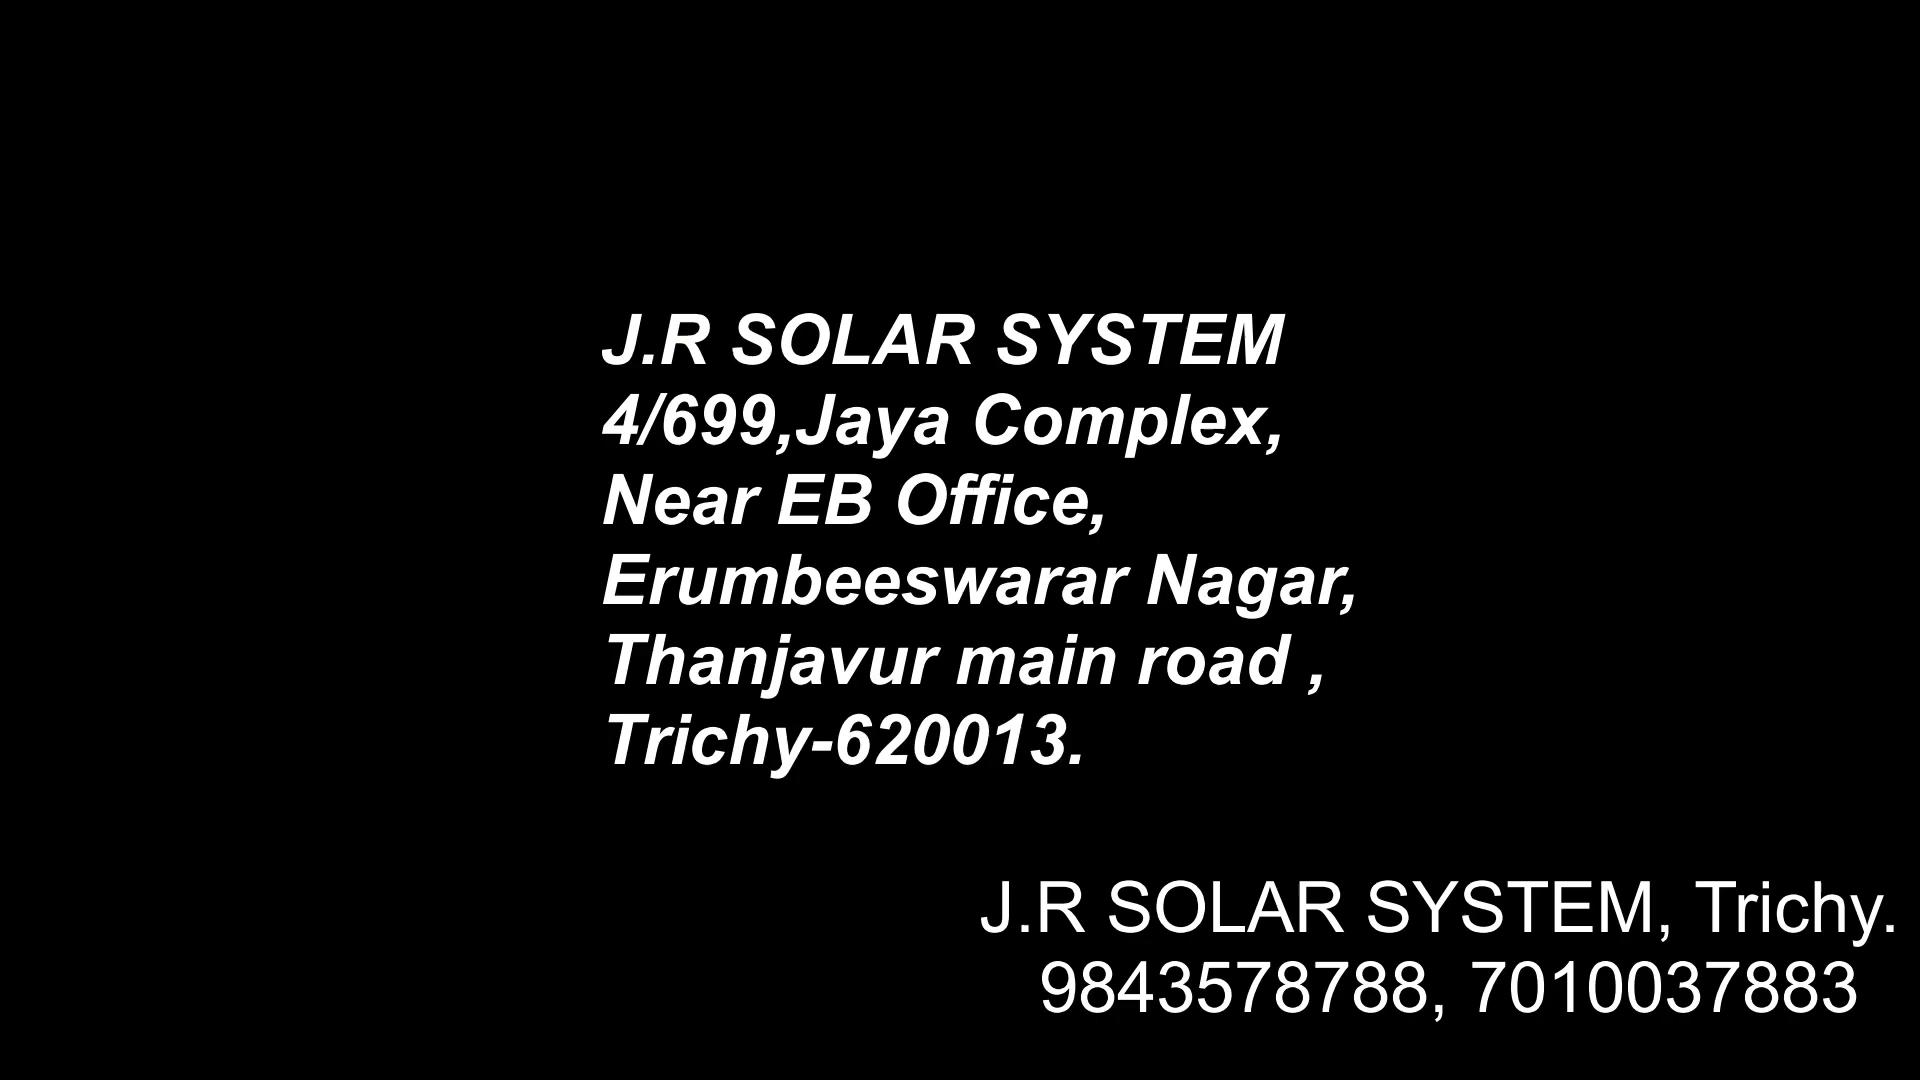 J.R SOLAR SYSTEM
4/699,Jaya Complex,
Near EB Office,
Erumbeeswarar Nagar,
Thanjavur main road ,
Trichy-620013.
J.R SOLAR SYSTEM, Trichy.
9843578788, 7010037883